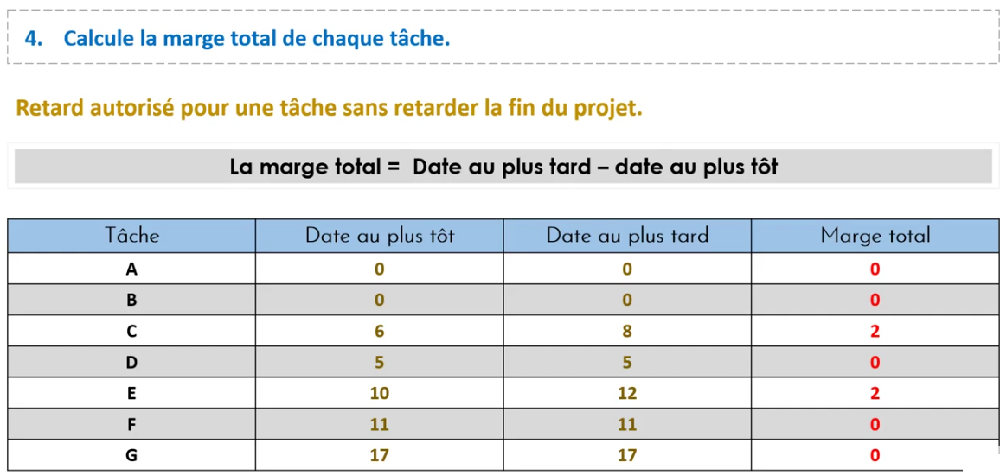 4. Calcule la marge total de chaque tâche.
Retard autorisé pour une tâche sans retarder la fin du projet.
La marge total = Date au plus tard – date au plus tôt
Tâche Date au plus tôt Date au plus tard Marge total
A 0 0 0
B 0 0 0
C 6 8 2
D 5 5 0
E 10 12 2
F 11 11 0
G 17 17 0